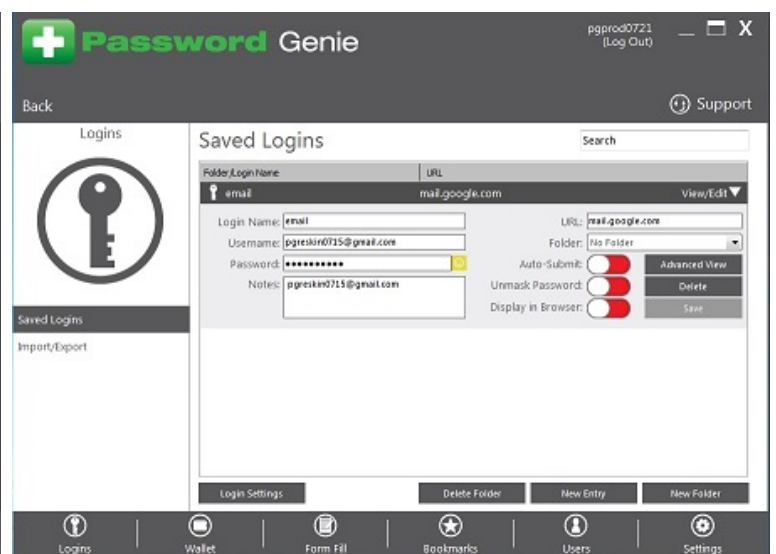 Password Genie
pgprod0721
(Log Out)
X
Back
Support
Logins
Saved Logins
Import/Export
Saved Logins
Search
Folder/Login Name URL
email mail.google.com View/Edit
Login Name: email URL: mail.google.com
Username: pgreskin0715@gmail.com Folder: No Folder
Password: •••••••••• Auto-Submit: Advanced View
Notes: pgreskin0715@gmail.com Unmask Password: Delete
Display in Browser: Save
Login Settings Delete Folder New Entry New Folder
Logins Wallet Form Fill Bookmarks Users Settings